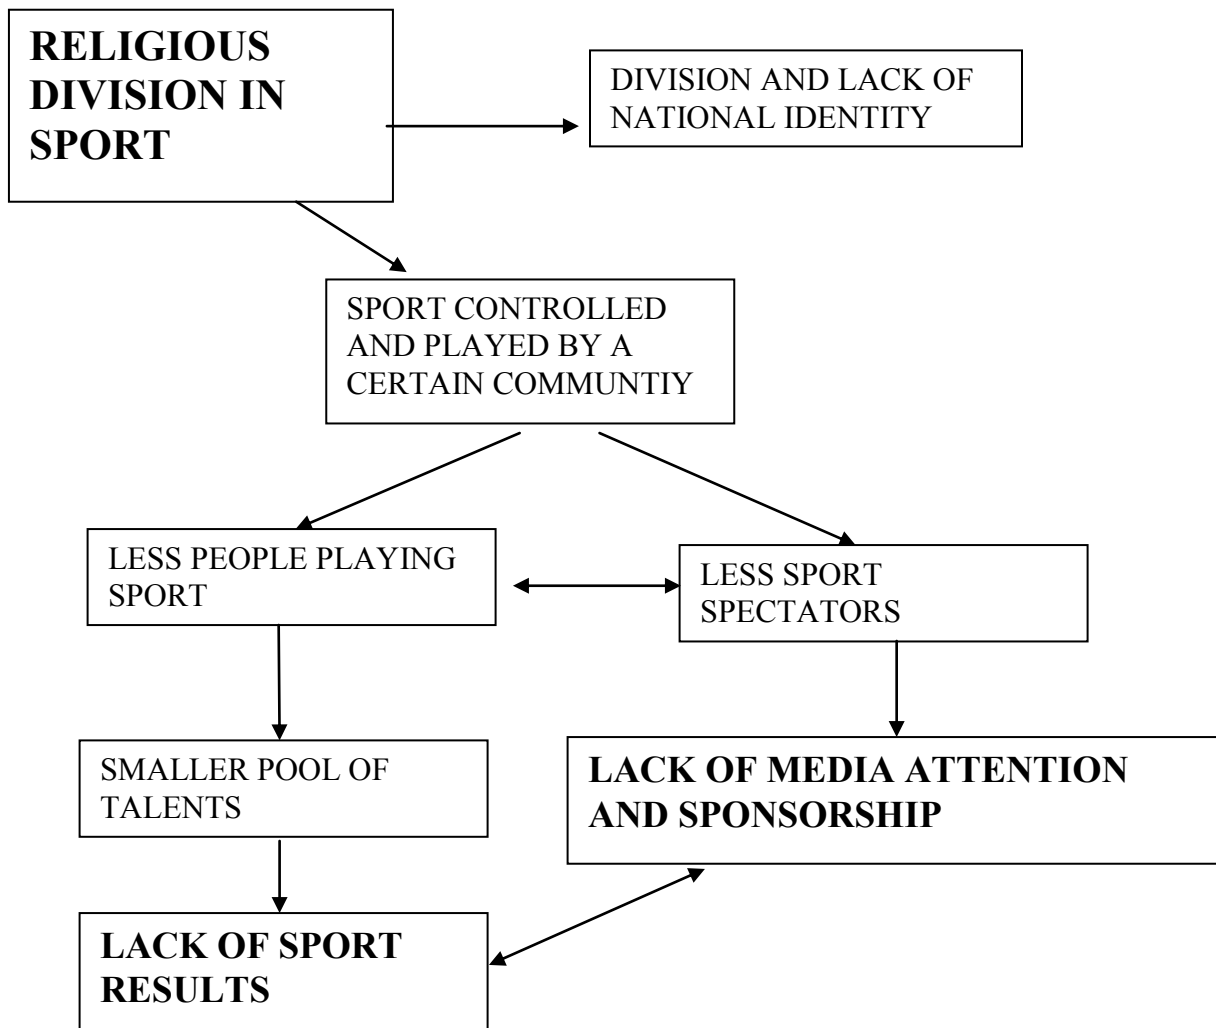 RELIGIOUS
DIVISION IN
SPORT
DIVISION AND LACK OF
NATIONAL IDENTITY
SPORT CONTROLLED
AND PLAYED BY A
CERTAIN COMMUNTIY
LESS PEOPLE PLAYING
SPORT
LESS SPORT
SPECTATORS
SMALLER POOL OF
TALENTS
LACK OF MEDIA ATTENTION
AND SPONSORSHIP
LACK OF SPORT
RESULTS